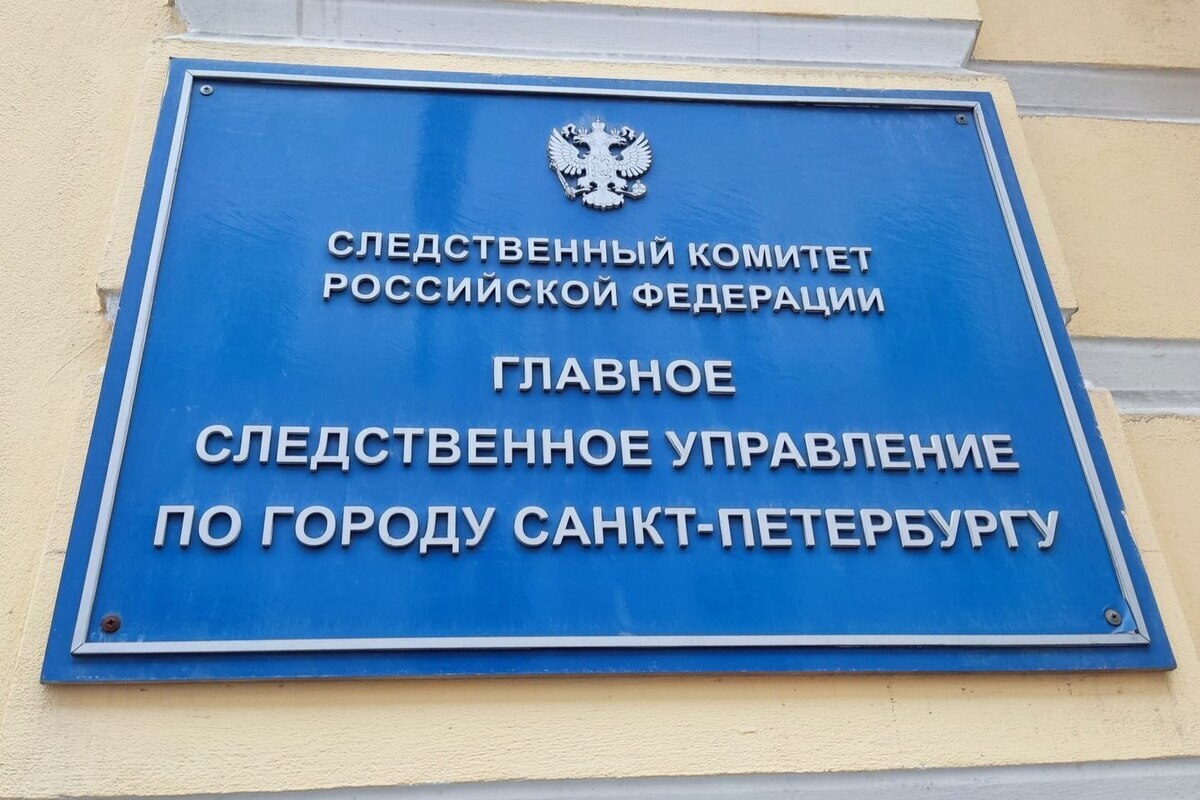 СЛЕДСТВЕННЫЙ КОМИТЕТ
РОССИЙСКОЙ ФЕДЕРАЦИИ
ГЛАВНОЕ
СЛЕДСТВЕННОЕ УПРАВЛЕНИЕ
ПО ГОРОДУ САНКТ-ПЕТЕРБУРГУ